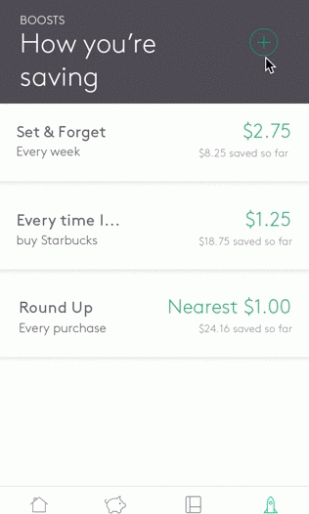 BOOSTS
How you're
saving
Set & Forget
$2.75
Every week
$8.25 saved so far
Every time I...
$1.25
buy Starbucks
$18.75 saved so far
Round Up
Nearest $1.00
Every purchase
$24.16 saved so far